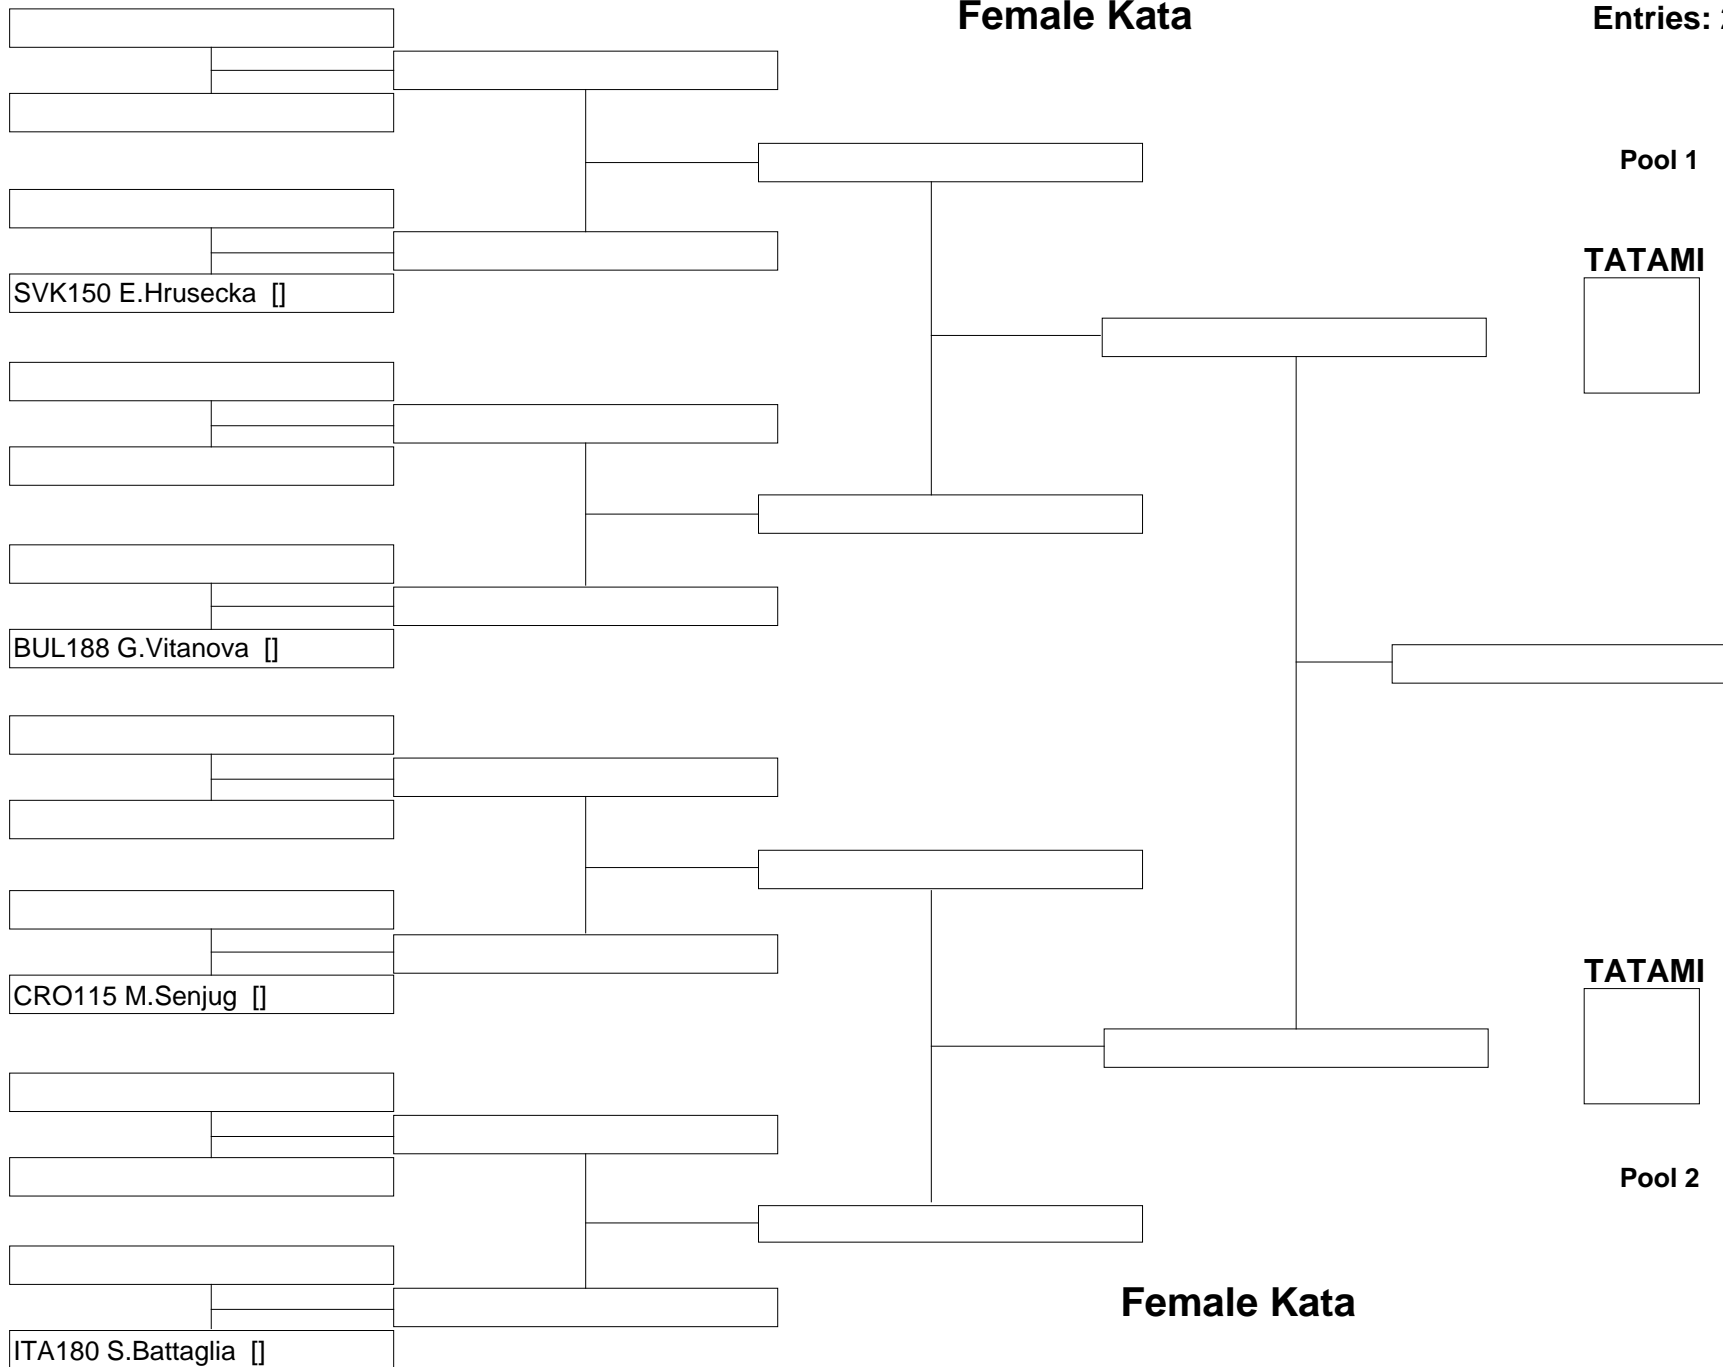 Female Kata
Entries:
Pool 1
TATAMI
SVK150 E.Hrusecka []
BUL188 G.Vitanova []
CRO115 M.Senjug []
TATAMI
Pool 2
Female Kata
ITA180 S.Battaglia []